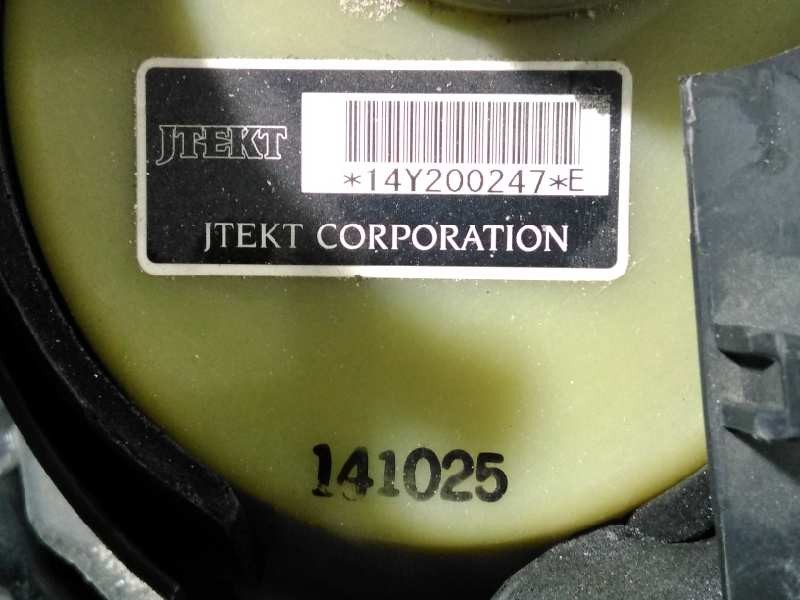 JTEKT
*14Y200247*E
JTEKT CORPORATION
141025